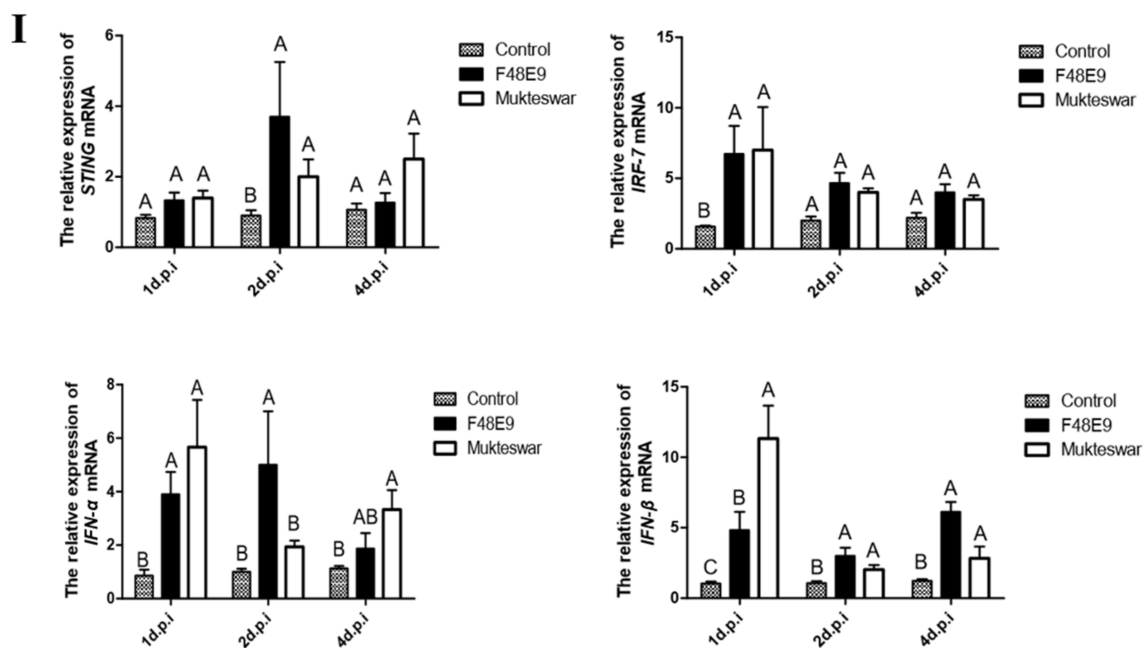 I
The relative expression of
STING mRNA
6
4
2
0
A A A
B A A
A A A
1d.p.i
2d.p.i
4d.p.i
Control
F48E9
Mukteswar
The relative expression of
IRF-7 mRNA
15
10
5
0
B A A
A A A
A A A
1d.p.i
2d.p.i
4d.p.i
Control
F48E9
Mukteswar
The relative expression of
IFN-α mRNA
8
6
4
2
0
B A A
B A B
B AB A
1d.p.i
2d.p.i
4d.p.i
Control
F48E9
Mukteswar
The relative expression of
IFN-β mRNA
15
10
5
0
C B A
B A A
B A A
1d.p.i
2d.p.i
4d.p.i
Control
F48E9
Mukteswar